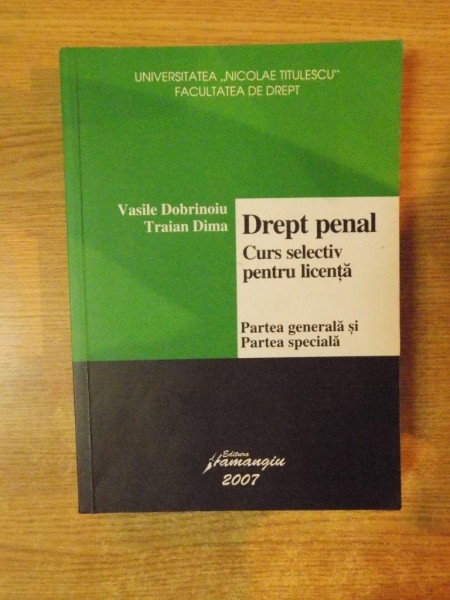 UNIVERSITATEA „NICOLAE TITULESCU”
FACULTATEA DE DREPT
Vasile Dobrinoiu
Traian Dima
Drept penal
Curs selectiv
pentru licență
Partea generală și
Partea specială
Editura
Hamangiu
2007